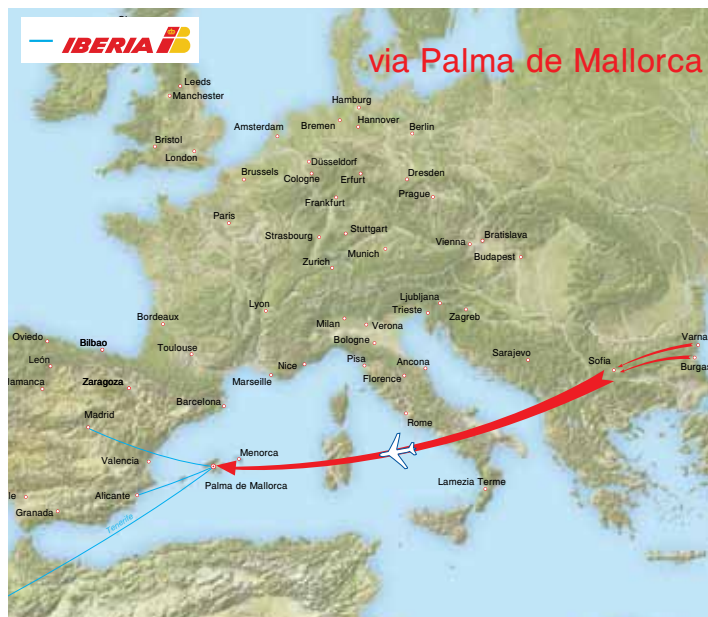 IBERIA
via Palma de Mallorca
Leeds
Manchester
Hamburg
Bremen
Hannover
Amsterdam
Berlin
Bristol
London
Düsseldorf
Brussels
Cologne
Erfurt
Dresden
Prague
Frankfurt
Paris
Strasbourg
Stuttgart
Vienna
Bratislava
Munich
Budapest
Zurich
Lyon
Ljubljana
Trieste
Zagreb
Bordeaux
Milan
Verona
Oviedo
Bilbao
Toulouse
Bologne
Varna
León
Nice
Pisa
Ancona
Sarajevo
Sofia
Burgas
lamanca
Zaragoza
Marseille
Florence
Barcelona
Madrid
Rome
Valencia
Menorca
Palma de Mallorca
Lamezia Terme
lle
Alicante
Granada
Tenerife